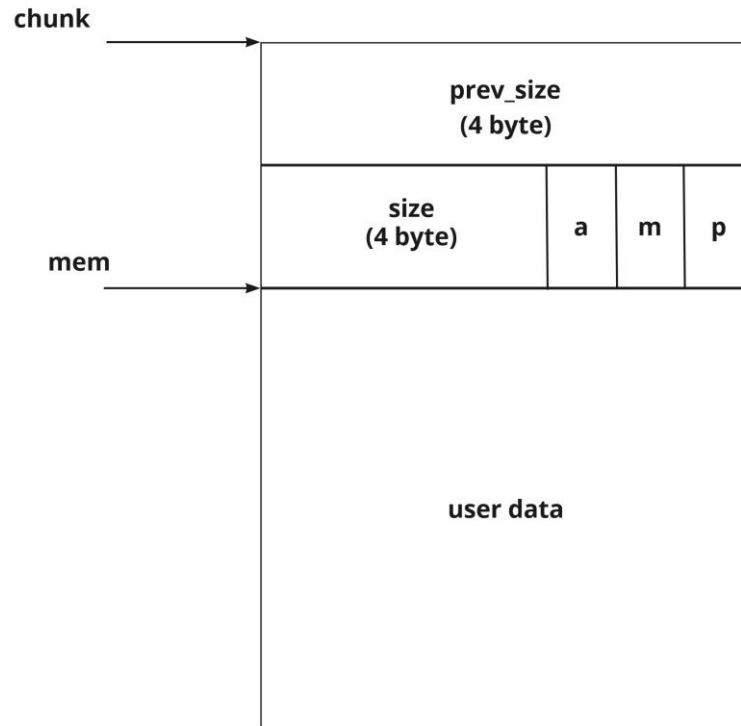 chunk
prev_size
(4 byte)
size
(4 byte)
a
m
p
mem
user data